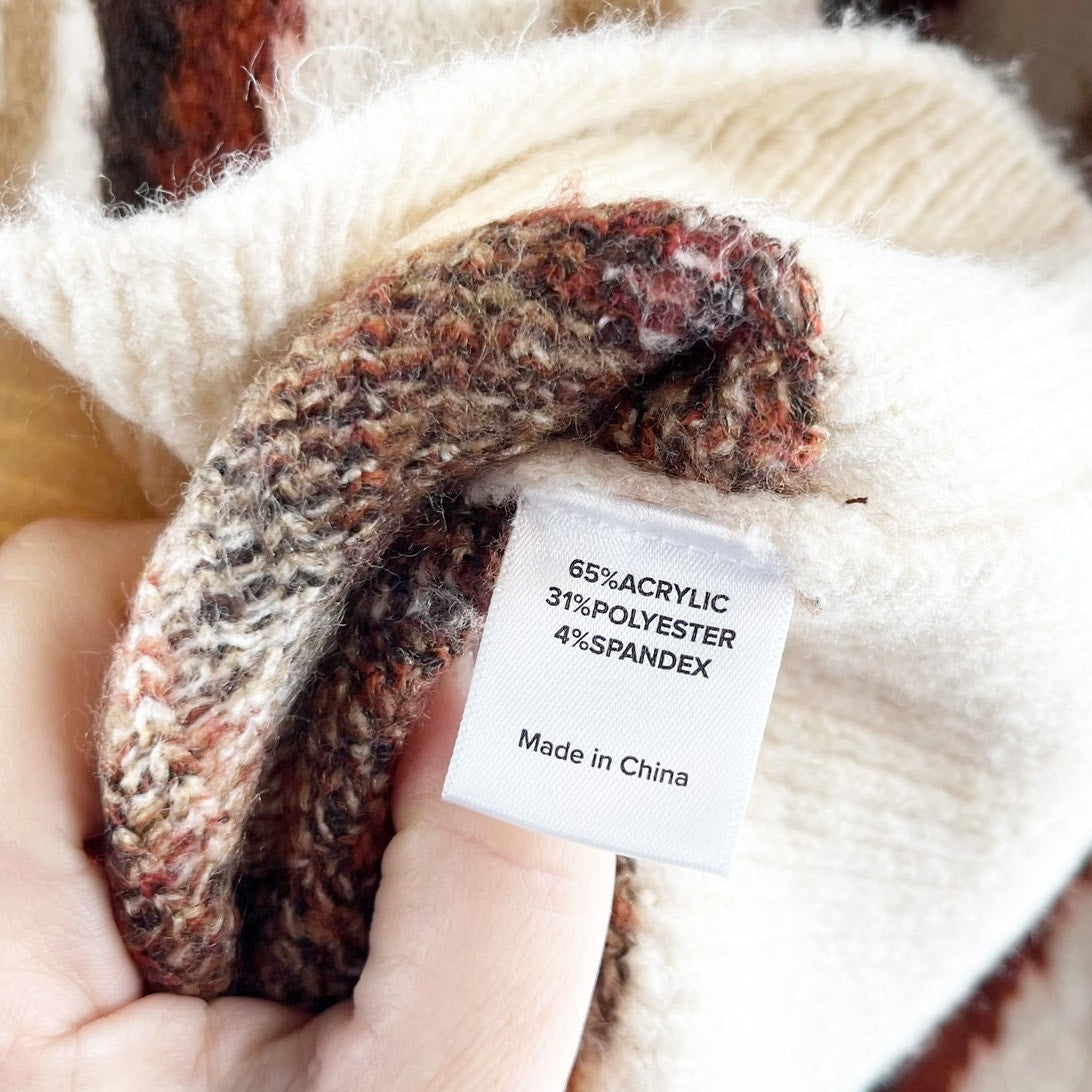 65%ACRYLIC
31%POLYESTER
4%SPANDEX
Made in China